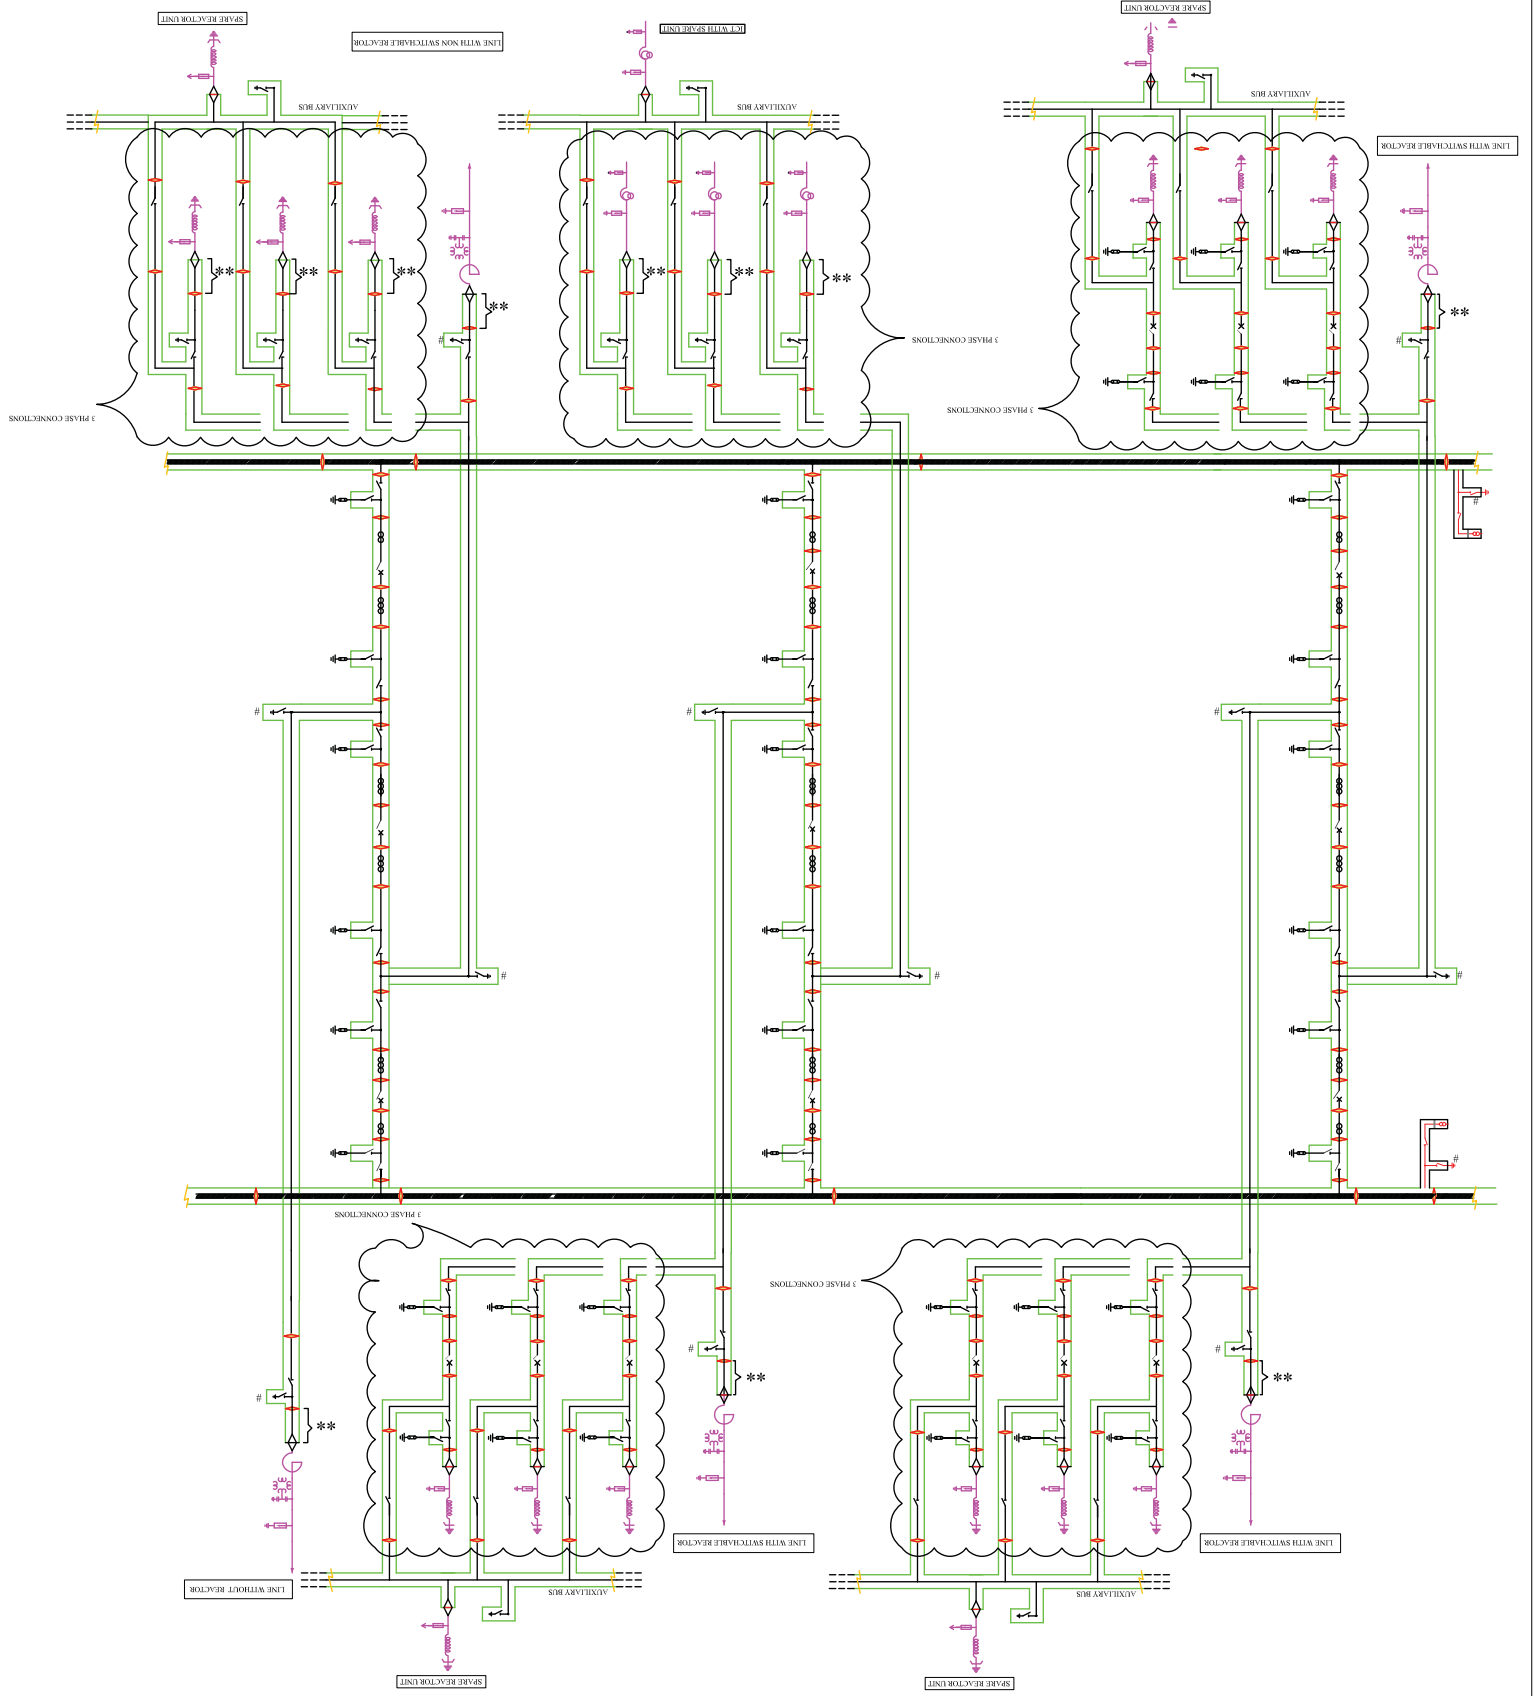 SPARE REACTOR UNIT
LINE WITH NON SWITCHABLE REACTOR
ICT WITH SPARE UNIT
SPARE REACTOR UNIT
AUXILIARY BUS
AUXILIARY BUS
AUXILIARY BUS
LINE WITH SWITCHABLE REACTOR
**
**
**
**
**
**
**
**
#
#
3 PHASE CONNECTIONS
3 PHASE CONNECTIONS
3 PHASE CONNECTIONS
#
#
#
#
#
#
#
#
3 PHASE CONNECTIONS
3 PHASE CONNECTIONS
#
#
#
**
**
**
LINE WITH SWITCHABLE REACTOR
LINE WITH SWITCHABLE REACTOR
LINE WITHOUT REACTOR
AUXILIARY BUS
AUXILIARY BUS
SPARE REACTOR UNIT
SPARE REACTOR UNIT